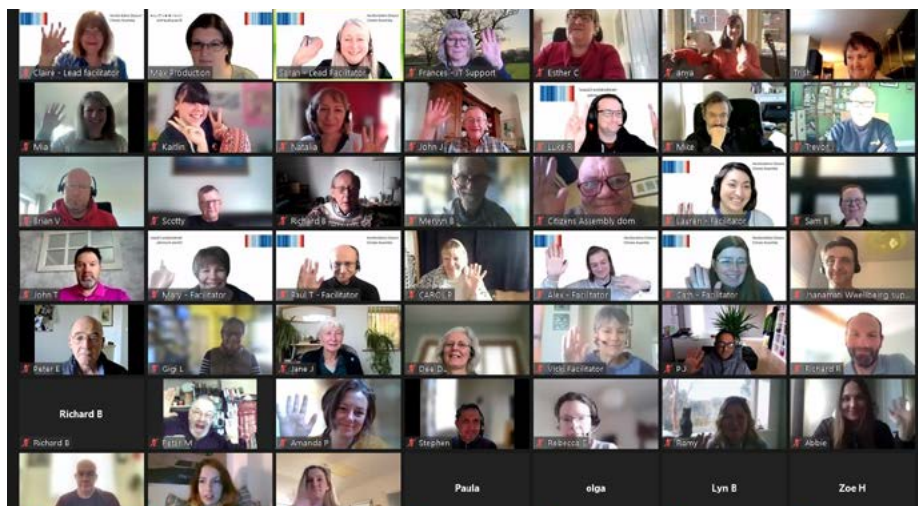 Claire - Lead facilitator
Max Production
Sarah - Lead Facilitator
Frances - IT Support
Esther C
anya
Trish
Mia
Kaitlin
Natalia
John J
Luke R
Mike
Trevor
Brian V
Scotty
Richard B
Mervyn B
Citizens Assembly dom
Lauren - Facilitator
Sam B
John T
Mary - Facilitator
Paul T - Facilitator
CAROL P
Alex - Facilitator
Sam - Facilitator
Peter E
Gigi L
Jane J
Dee D
Vicki Facilitator
PJ
Richard R
Richard B
Richard B
Peter M
Amanda P
Stephen
Rebecca
Romy
Abbie
Paula
olga
Lyn B
Zoe H